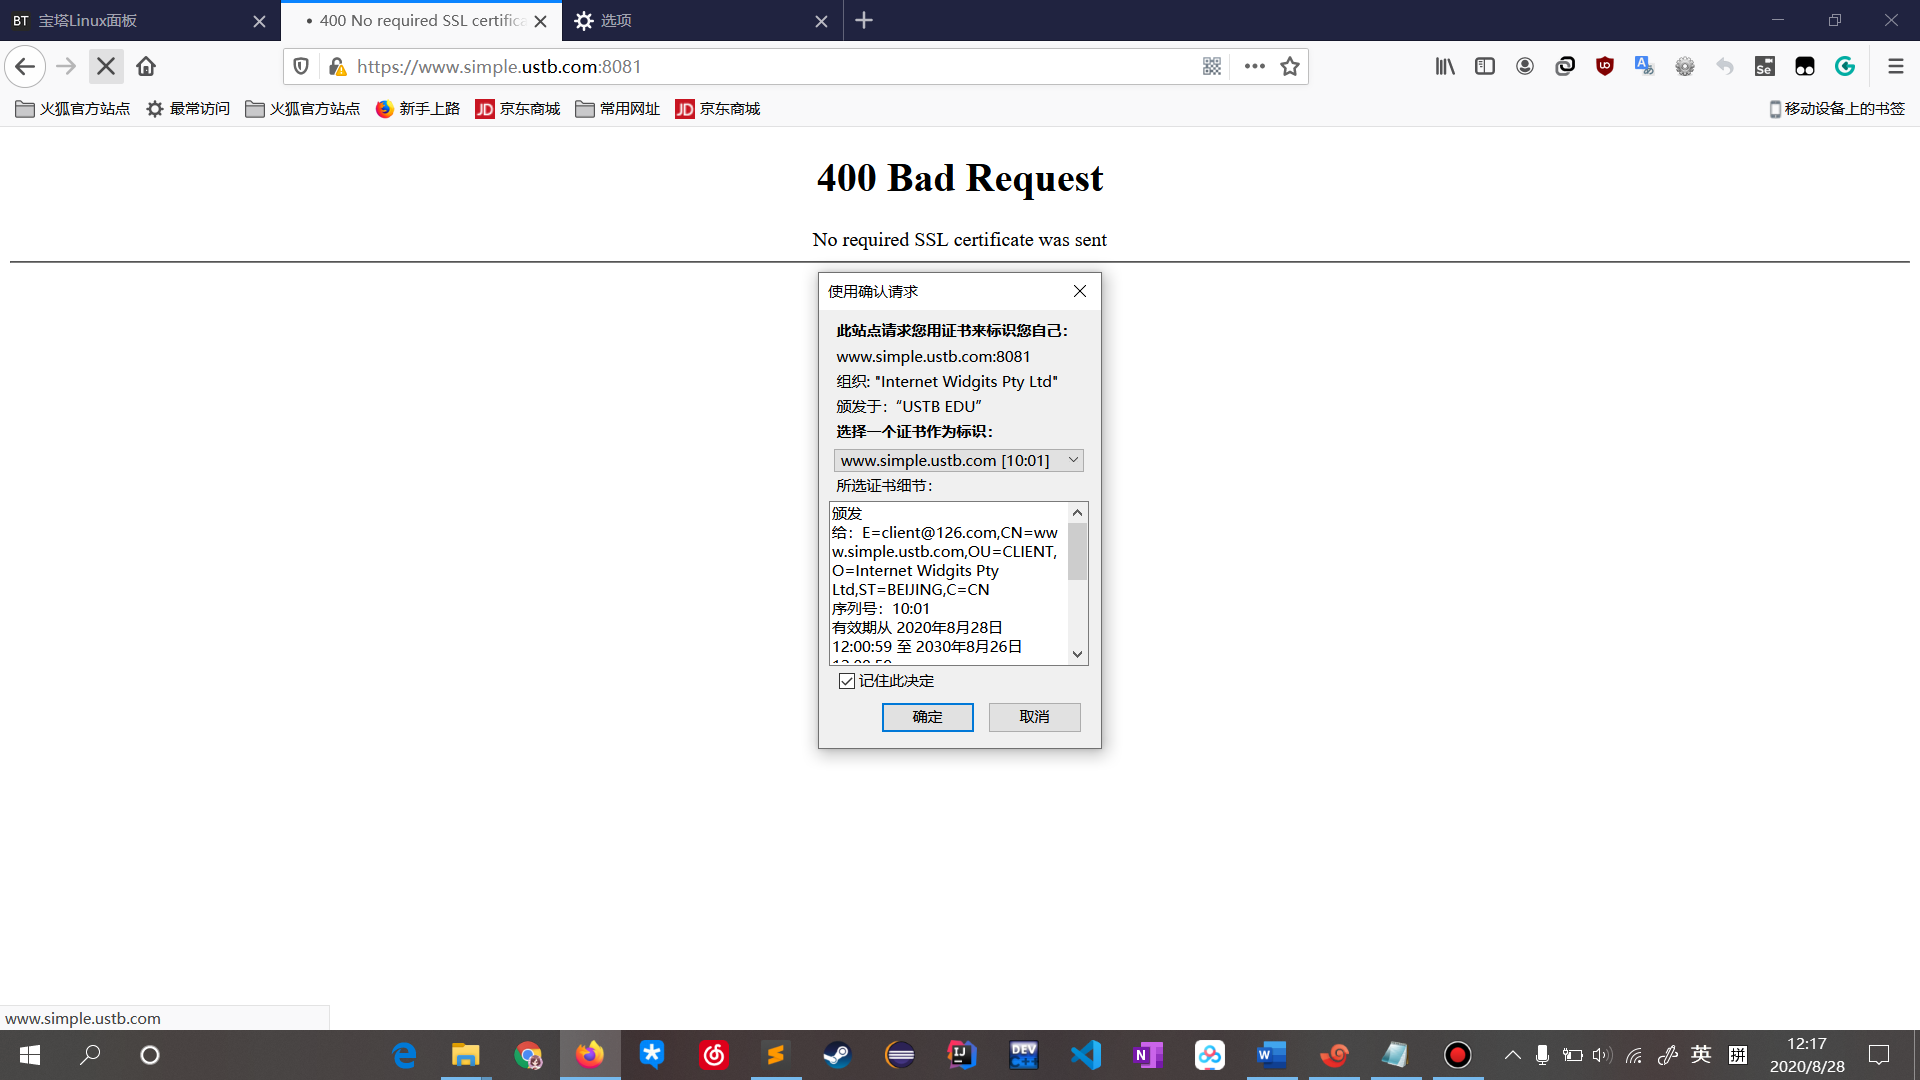 BT 宝塔Linux面板
• 400 No required SSL certifica
选项
https://www.simple.ustb.com:8081
火狐官方站点
最常访问
火狐官方站点
新手上路
JD 京东商城
常用网址
JD 京东商城
移动设备上的书签
400 Bad Request
No required SSL certificate was sent
使用确认请求
此站点请求您用证书来标识您自己：
www.simple.ustb.com:8081
组织: "Internet Widgits Pty Ltd"
颁发于：“USTB EDU”
选择一个证书作为标识：
www.simple.ustb.com [10:01]
所选证书细节：
颁发
给：E=client@126.com,CN=ww
w.simple.ustb.com,OU=CLIENT,
O=Internet Widgits Pty
Ltd,ST=BEIJING,C=CN
序列号：10:01
有效期从 2020年8月28日
12:00:59 至 2030年8月26日
记住此决定
确定
取消
www.simple.ustb.com
英
拼
12:17
2020/8/28